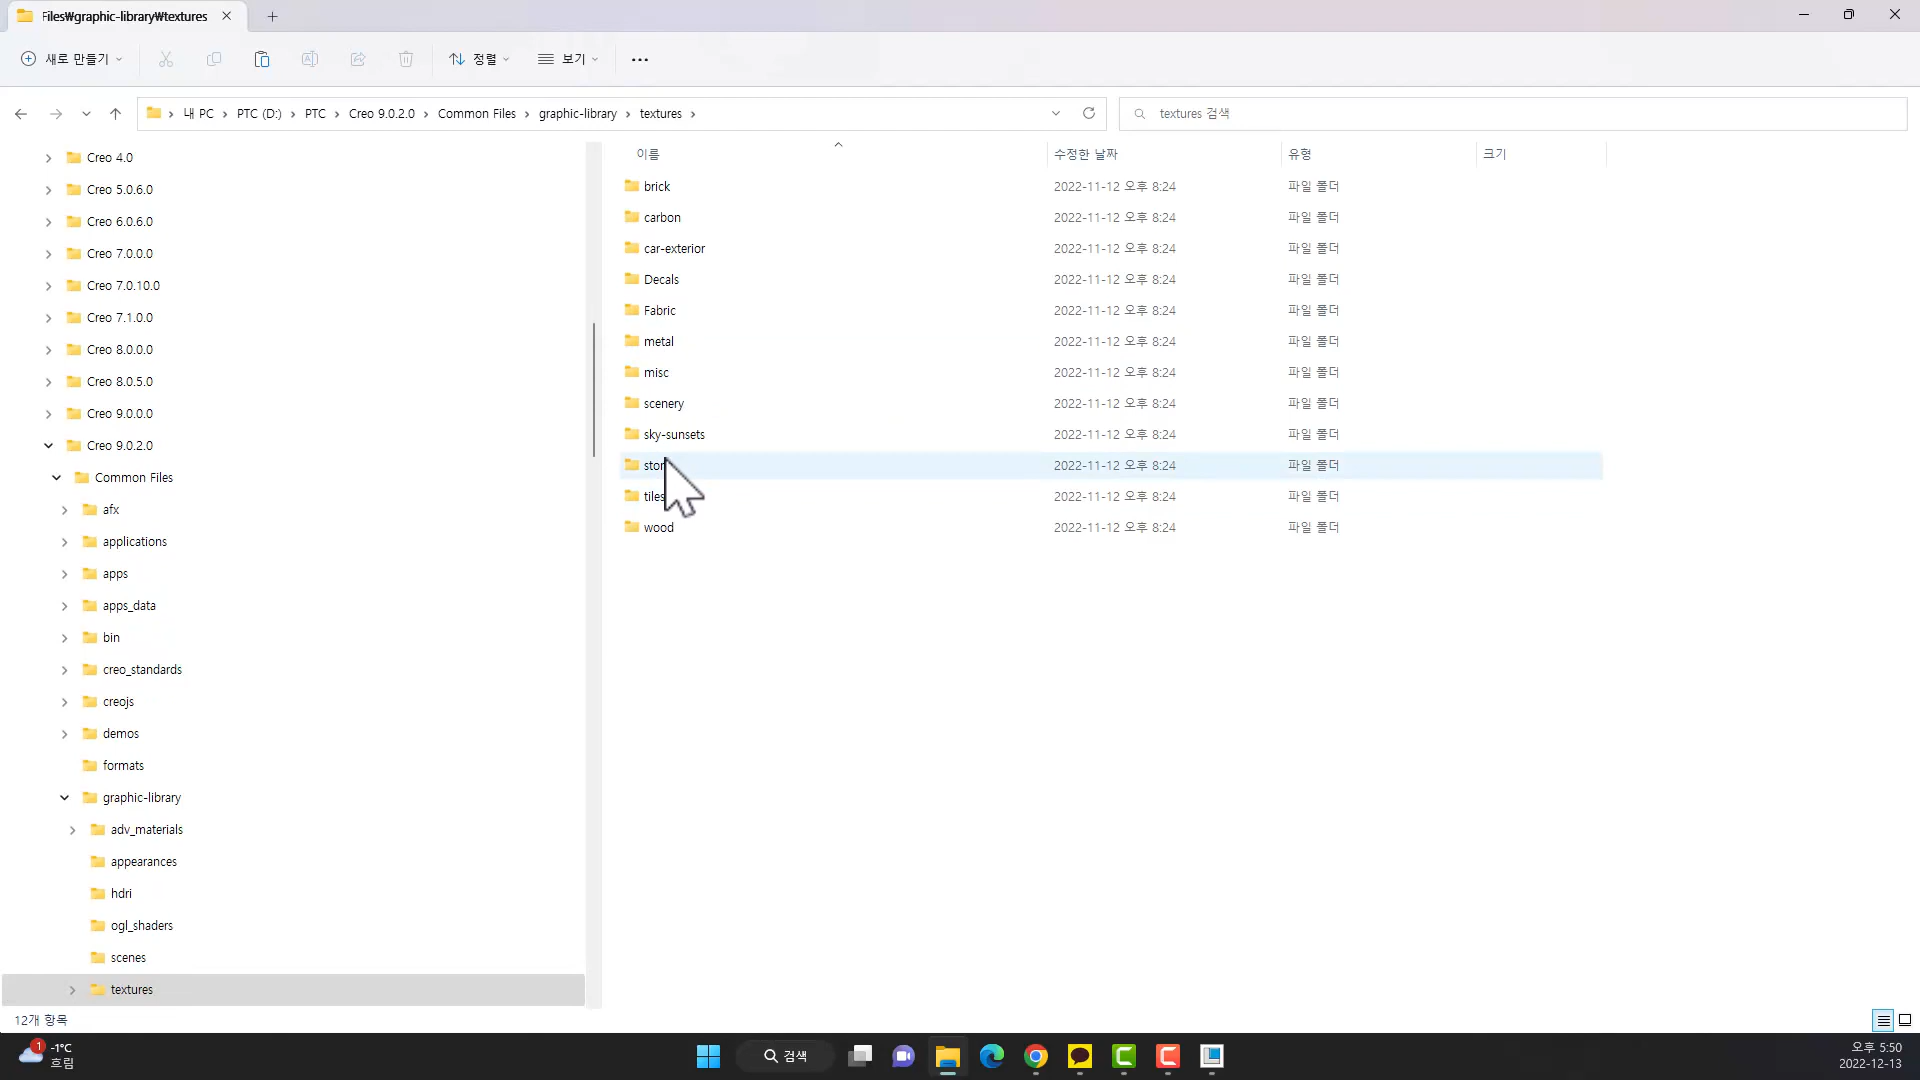 Files₩graphic-library₩textures
새로 만들기
정렬
보기
내 PC > PTC (D:) > PTC > Creo 9.0.2.0 > Common Files > graphic-library > textures >
textures 검색
Creo 4.0
Creo 5.0.6.0
Creo 6.0.6.0
Creo 7.0.0.0
Creo 7.0.10.0
Creo 7.1.0.0
Creo 8.0.0.0
Creo 8.0.5.0
Creo 9.0.0.0
Creo 9.0.2.0
Common Files
afx
applications
apps
apps_data
bin
creo_standards
creojs
demos
formats
graphic-library
adv_materials
appearances
hdri
ogl_shaders
scenes
textures
이름 수정한 날짜 유형 크기
brick 2022-11-12 오후 8:24 파일 폴더
carbon 2022-11-12 오후 8:24 파일 폴더
car-exterior 2022-11-12 오후 8:24 파일 폴더
Decals 2022-11-12 오후 8:24 파일 폴더
Fabric 2022-11-12 오후 8:24 파일 폴더
metal 2022-11-12 오후 8:24 파일 폴더
misc 2022-11-12 오후 8:24 파일 폴더
scenery 2022-11-12 오후 8:24 파일 폴더
sky-sunsets 2022-11-12 오후 8:24 파일 폴더
2022-11-12 오후 8:24 파일 폴더
tiles 2022-11-12 오후 8:24 파일 폴더
wood 2022-11-12 오후 8:24 파일 폴더
12개 항목
1
-1°C
흐림
검색
오후 5:50
2022-12-13